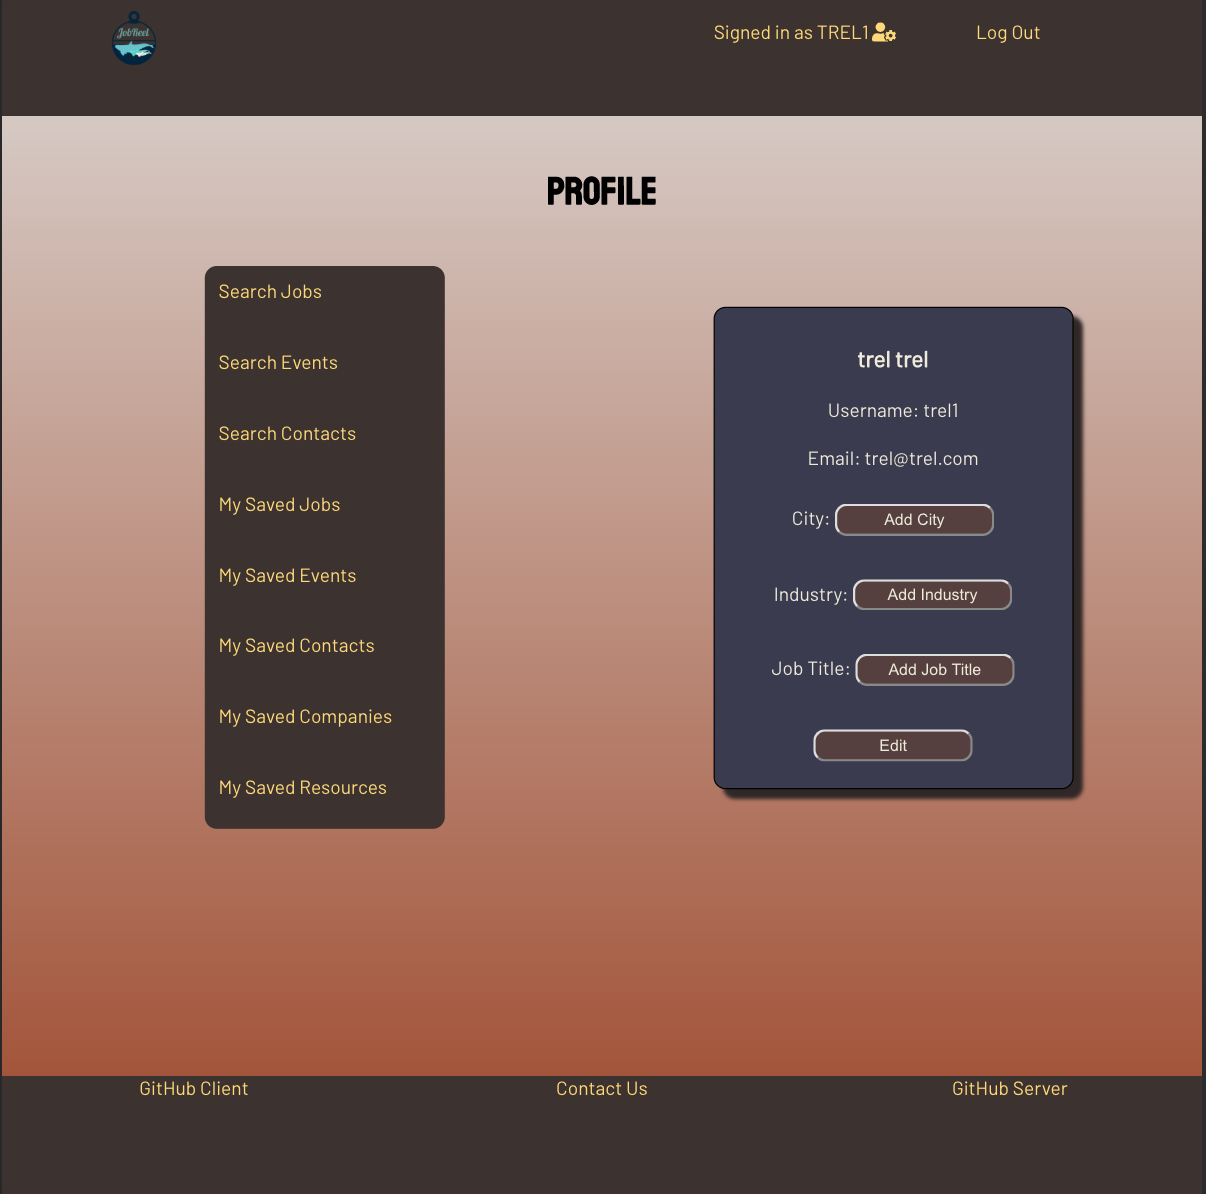 JobReel
Signed in as TREL1
Log Out
PROFILE
Search Jobs
Search Events
Search Contacts
My Saved Jobs
My Saved Events
My Saved Contacts
My Saved Companies
My Saved Resources
trel trel
Username: trel1
Email: trel@trel.com
City: Add City
Industry: Add Industry
Job Title: Add Job Title
Edit
GitHub Client
Contact Us
GitHub Server